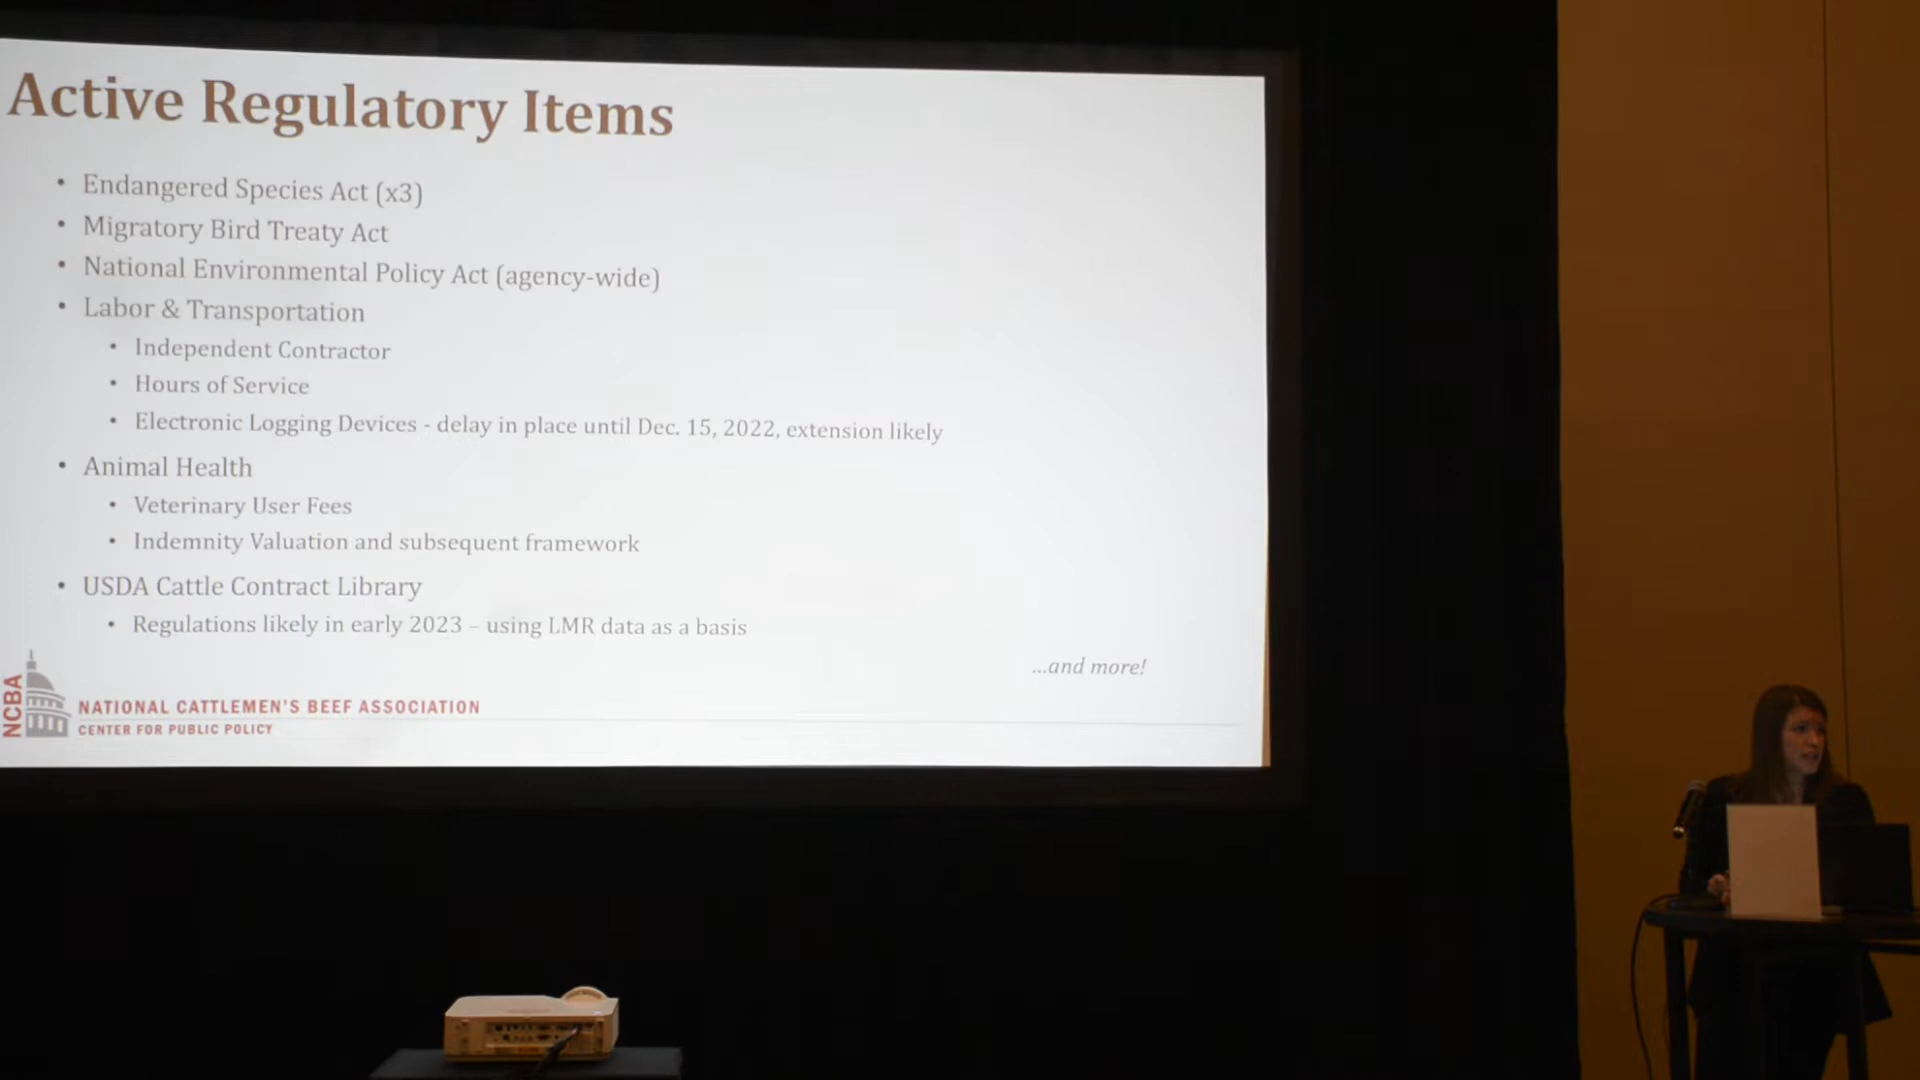 Active Regulatory Items
• Endangered Species Act (x3)
• Migratory Bird Treaty Act
• National Environmental Policy Act (agency-wide)
• Labor & Transportation
• Independent Contractor
• Hours of Service
• Electronic Logging Devices - delay in place until Dec. 15, 2022, extension likely
• Animal Health
• Veterinary User Fees
• Indemnity Valuation and subsequent framework
• USDA Cattle Contract Library
• Regulations likely in early 2023 – using LMR data as a basis
...and more!
NCBA
NATIONAL CATTLEMEN'S BEEF ASSOCIATION
CENTER FOR PUBLIC POLICY